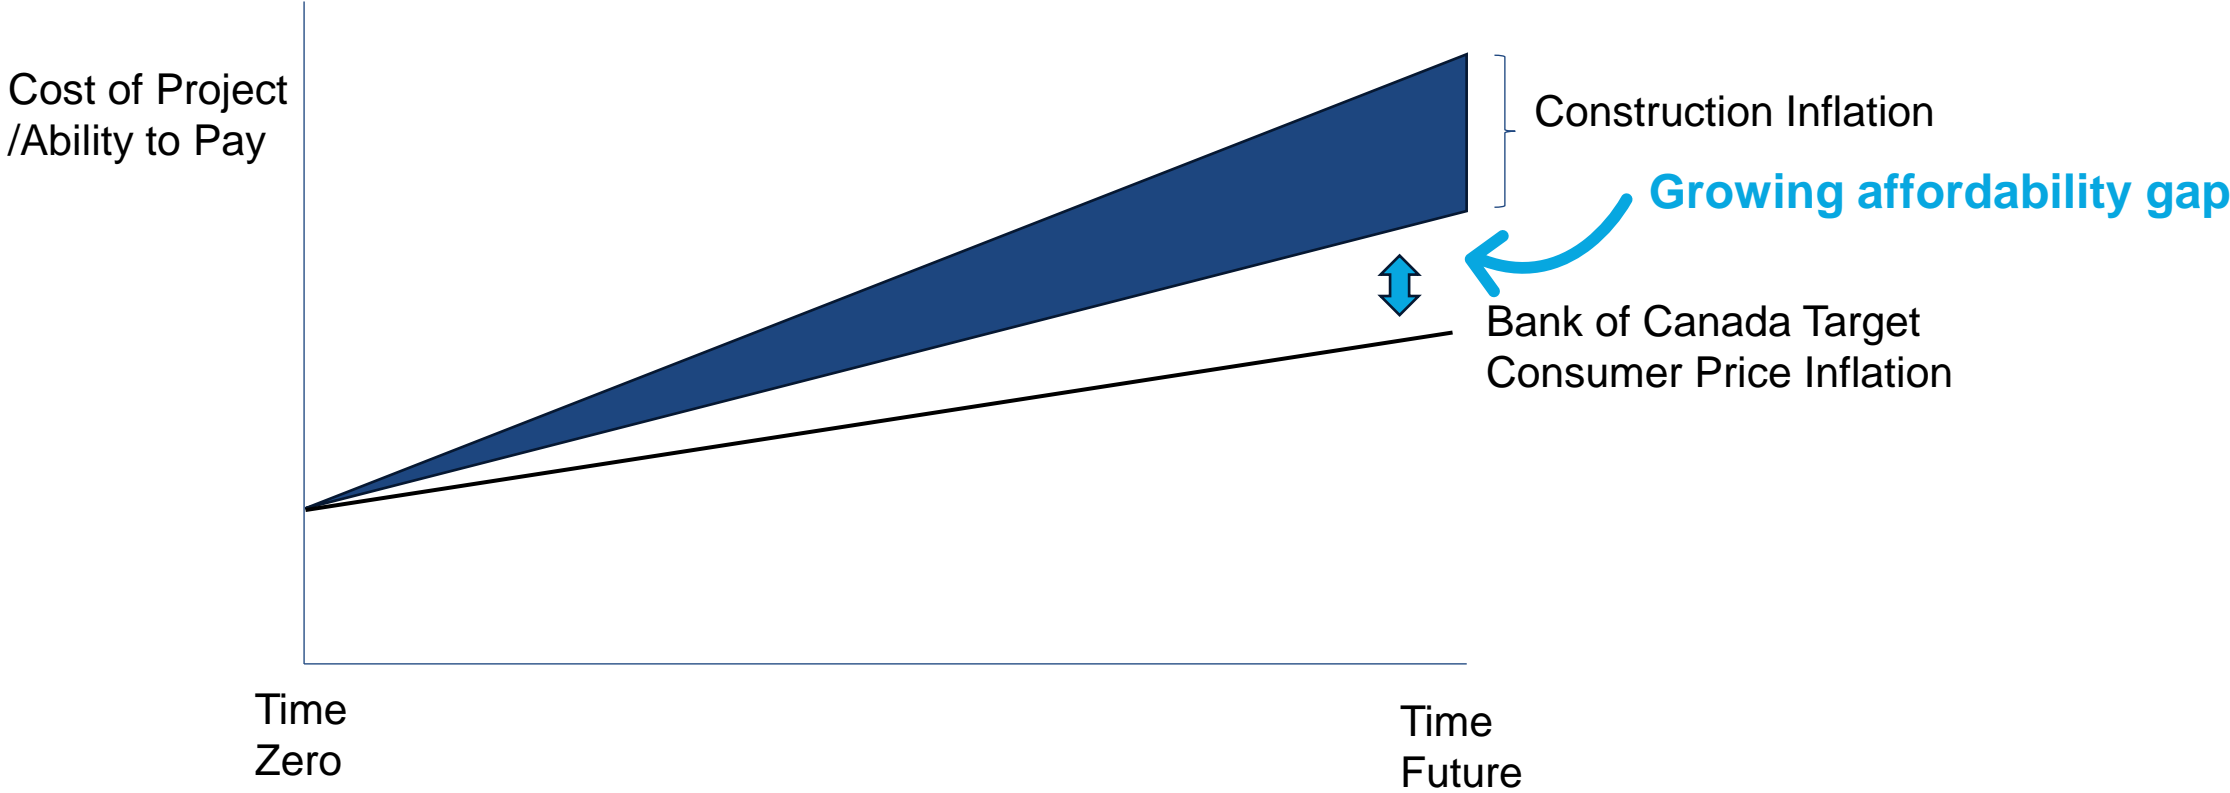 Cost of Project
/Ability to Pay
Construction Inflation
Growing affordability gap
Bank of Canada Target
Consumer Price Inflation
Time
Zero
Time
Future